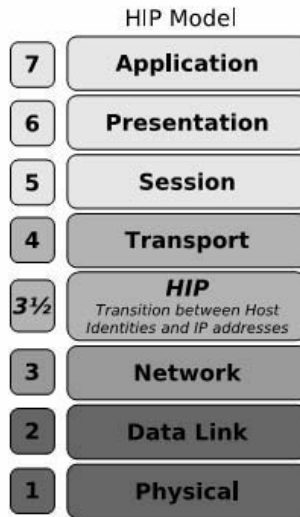 HIP Model
7 Application
6 Presentation
5 Session
4 Transport
3½ HIP
Transition between Host
Identities and IP addresses
3 Network
2 Data Link
1 Physical